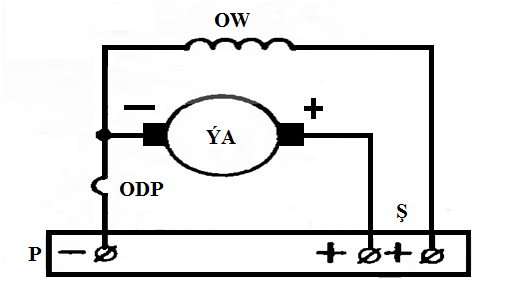 OW
— +
ÝA
ODP
Ş
P — + +